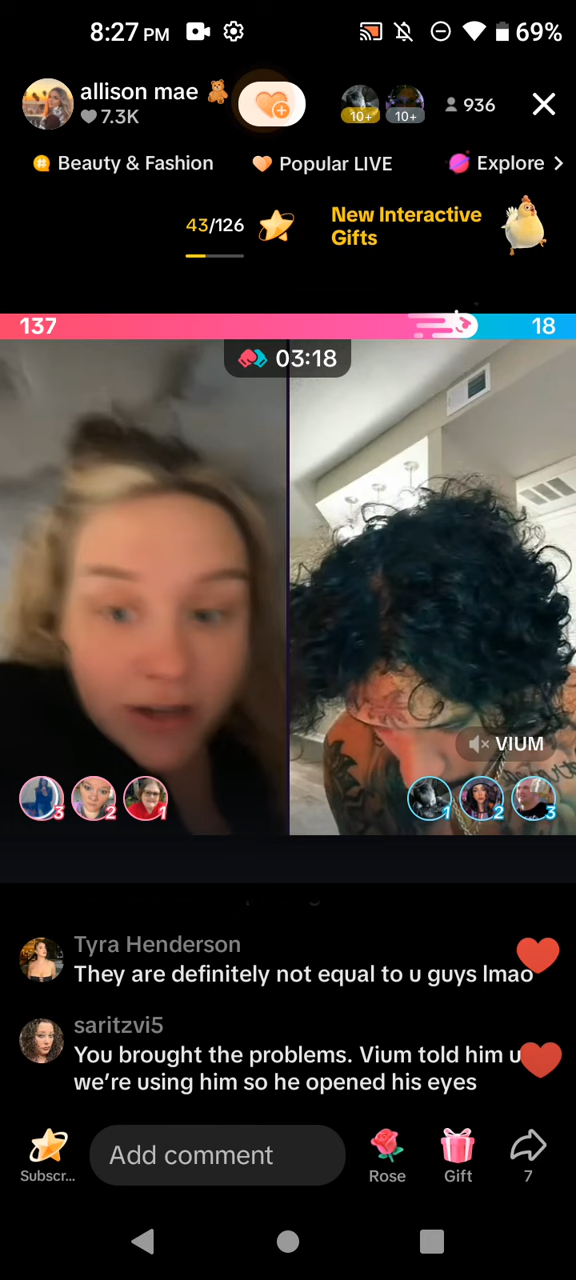 8:27 PM
69%
allison mae 🧸
7.3K
10+
10+
936
Beauty & Fashion
Popular LIVE
Explore >
43/126
New Interactive
Gifts
137
18
03:18
VIUM
3
2
1
1
2
3
Tyra Henderson
They are definitely not equal to u guys lmao
saritzvi5
You brought the problems. Vium told him u
we're using him so he opened his eyes
Subscr...
Add comment
Rose
Gift
7